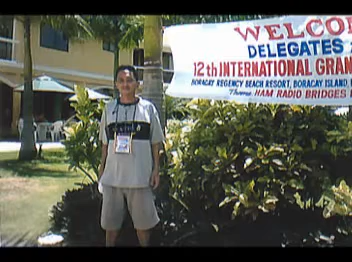 WELCO
DELEGATES
12th INTERNATIONAL GRAN
BORACAY REGENCY BEACH RESORT, BORACAY ISLAND
Theme: HAM RADIO BRIDGES